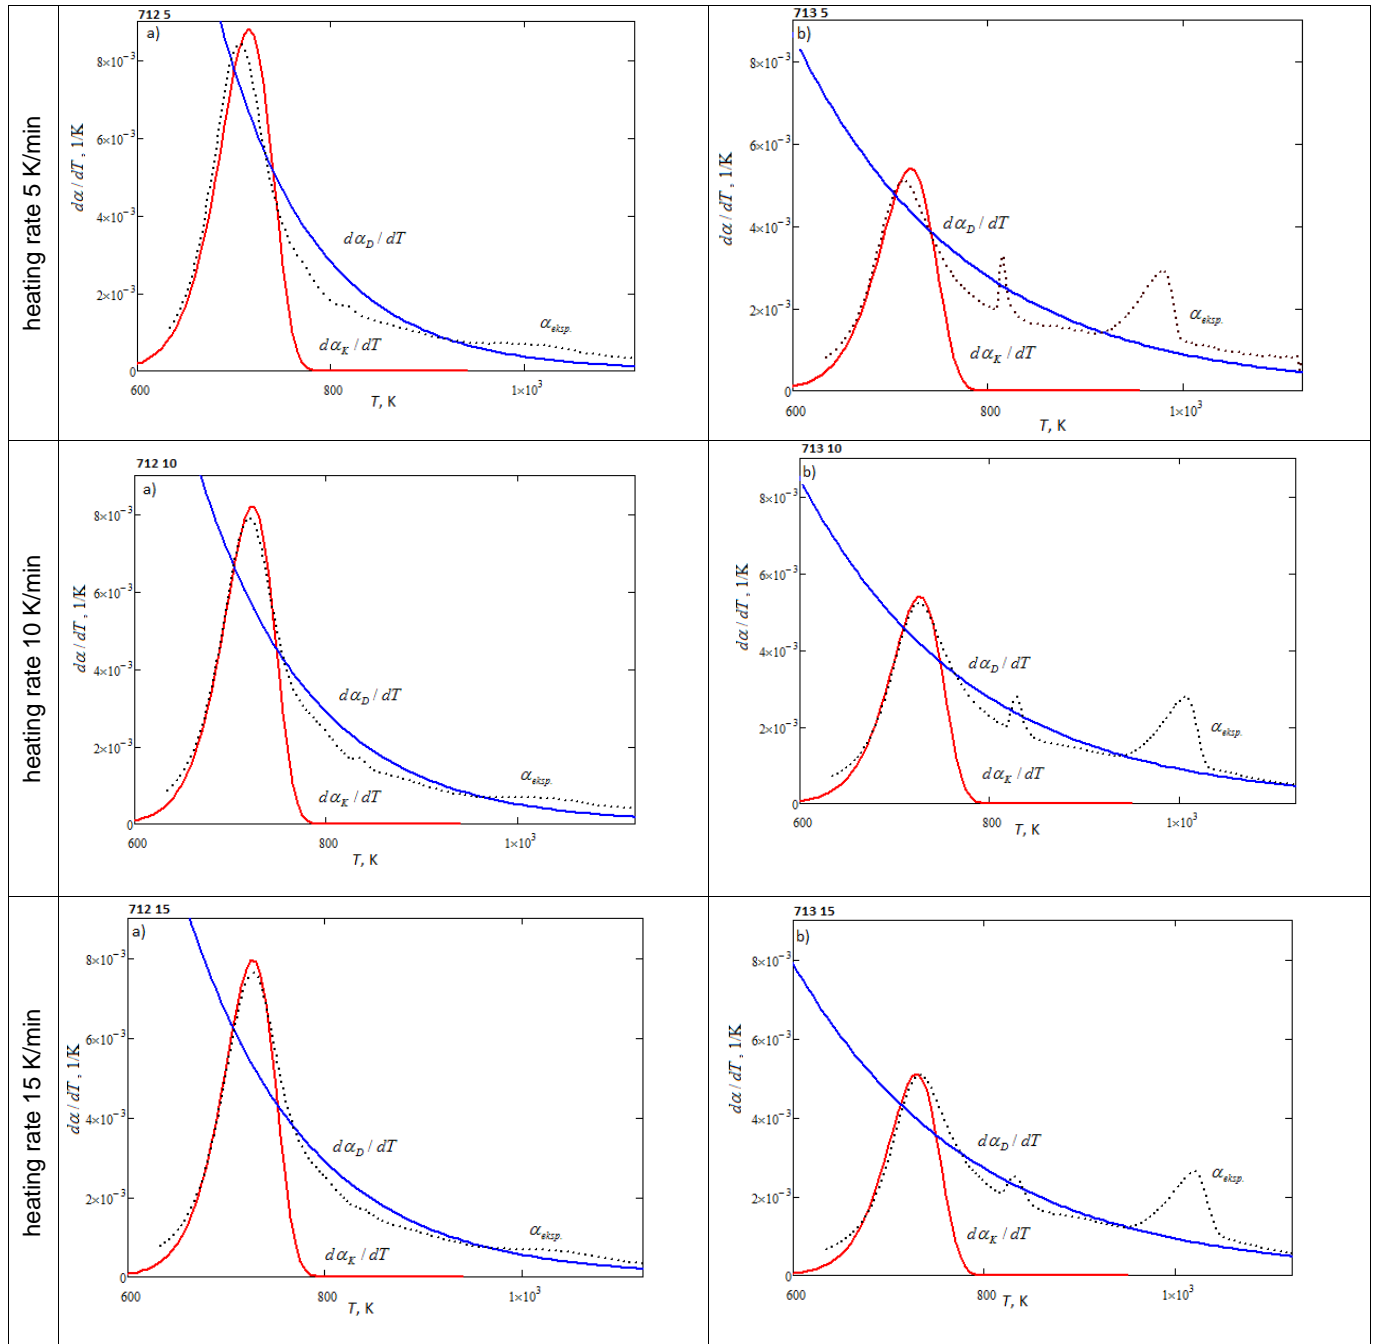 heating rate 5 K/min
712 5
a)
8×10⁻³
6×10⁻³
4×10⁻³
2×10⁻³
0
dα / dT , 1/K
dα_D / dT
α_eksp.
dα_K / dT
600
800
1×10³
T, K
713 5
b)
8×10⁻³
6×10⁻³
4×10⁻³
2×10⁻³
0
dα / dT , 1/K
dα_D / dT
α_eksp.
dα_K / dT
600
800
1×10³
T, K
heating rate 10 K/min
712 10
a)
8×10⁻³
6×10⁻³
4×10⁻³
2×10⁻³
0
dα / dT , 1/K
dα_D / dT
α_eksp.
dα_K / dT
600
800
1×10³
T, K
713 10
b)
8×10⁻³
6×10⁻³
4×10⁻³
2×10⁻³
0
dα / dT , 1/K
dα_D / dT
α_eksp.
dα_K / dT
600
800
1×10³
T, K
heating rate 15 K/min
712 15
a)
8×10⁻³
6×10⁻³
4×10⁻³
2×10⁻³
0
dα / dT , 1/K
dα_D / dT
α_eksp.
dα_K / dT
600
800
1×10³
T, K
713 15
b)
8×10⁻³
6×10⁻³
4×10⁻³
2×10⁻³
0
dα / dT , 1/K
dα_D / dT
α_eksp.
dα_K / dT
600
800
1×10³
T, K